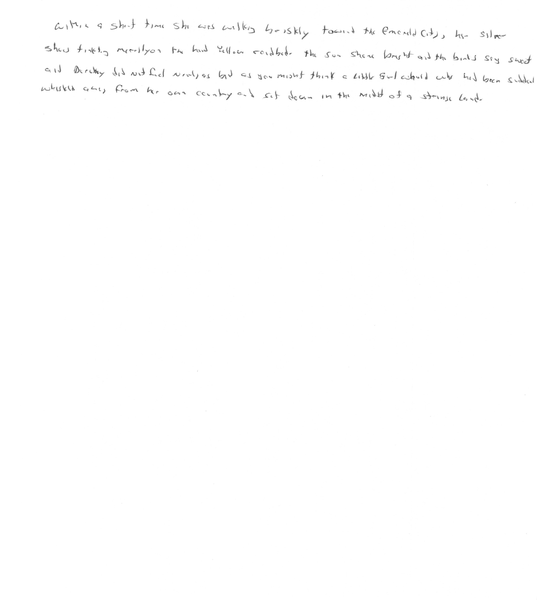 Within a short time she was walking briskly toward the Emerald City, her silver
shoes tinkling merrily on the hard yellow roadbed. the sun shone bright and the birds sang sweet
and Dorothy did not feel nearly as bad as you might think a little girl would who had been sudden
whisked away from her own country and set down in the midst of a strange land.